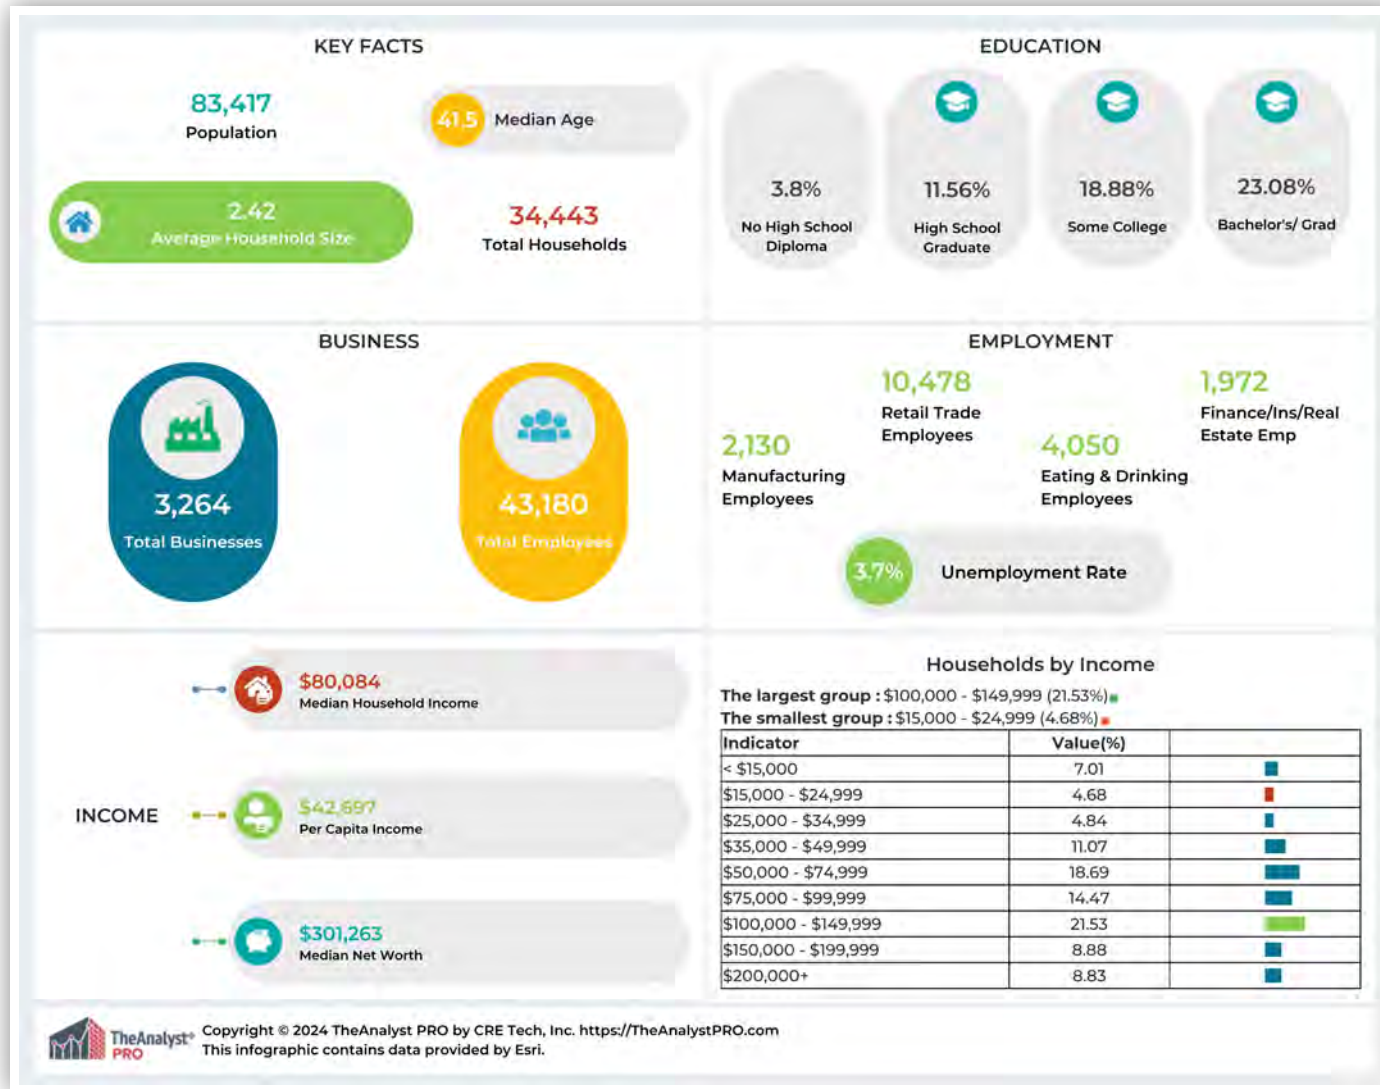 KEY FACTS
83,417
Population
41.5 Median Age
2.42
Average Household Size
34,443
Total Households
EDUCATION
3.8%
No High School
Diploma
11.56%
High School
Graduate
18.88%
Some College
23.08%
Bachelor's/ Grad
BUSINESS
3,264
Total Businesses
43,180
Total Employees
EMPLOYMENT
2,130
Manufacturing
Employees
10,478
Retail Trade
Employees
4,050
Eating & Drinking
Employees
1,972
Finance/Ins/Real
Estate Emp
3.7% Unemployment Rate
INCOME
$80,084
Median Household Income
$42,697
Per Capita Income
$301,263
Median Net Worth
Households by Income
The largest group : $100,000 - $149,999 (21.53%)
The smallest group : $15,000 - $24,999 (4.68%)
Indicator Value(%)
< $15,000 7.01
$15,000 - $24,999 4.68
$25,000 - $34,999 4.84
$35,000 - $49,999 11.07
$50,000 - $74,999 18.69
$75,000 - $99,999 14.47
$100,000 - $149,999 21.53
$150,000 - $199,999 8.88
$200,000+ 8.83
TheAnalyst®
PRO
Copyright © 2024 TheAnalyst PRO by CRE Tech, Inc. https://TheAnalystPRO.com
This infographic contains data provided by Esri.